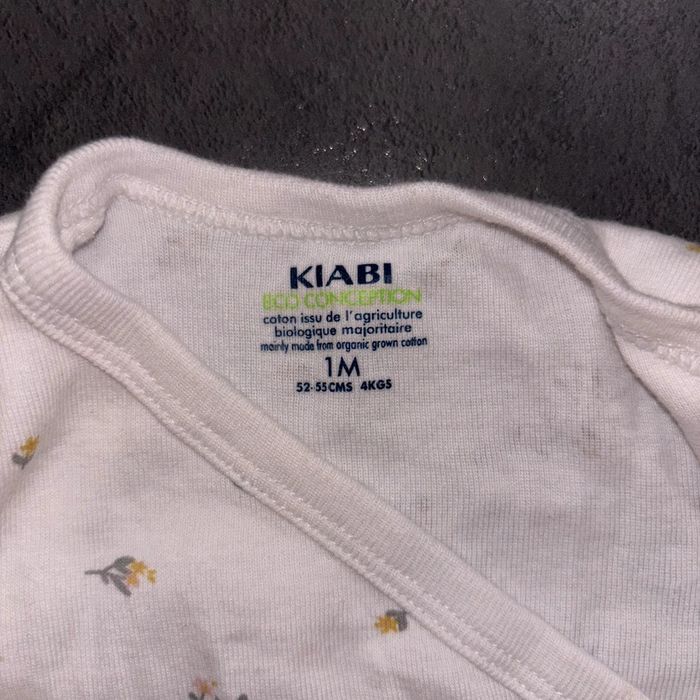 KIABI
ECO CONCEPTION
coton issu de l'agriculture
biologique majoritaire
mainly made from organic grown cotton
1M
52-55CMS 4KGS